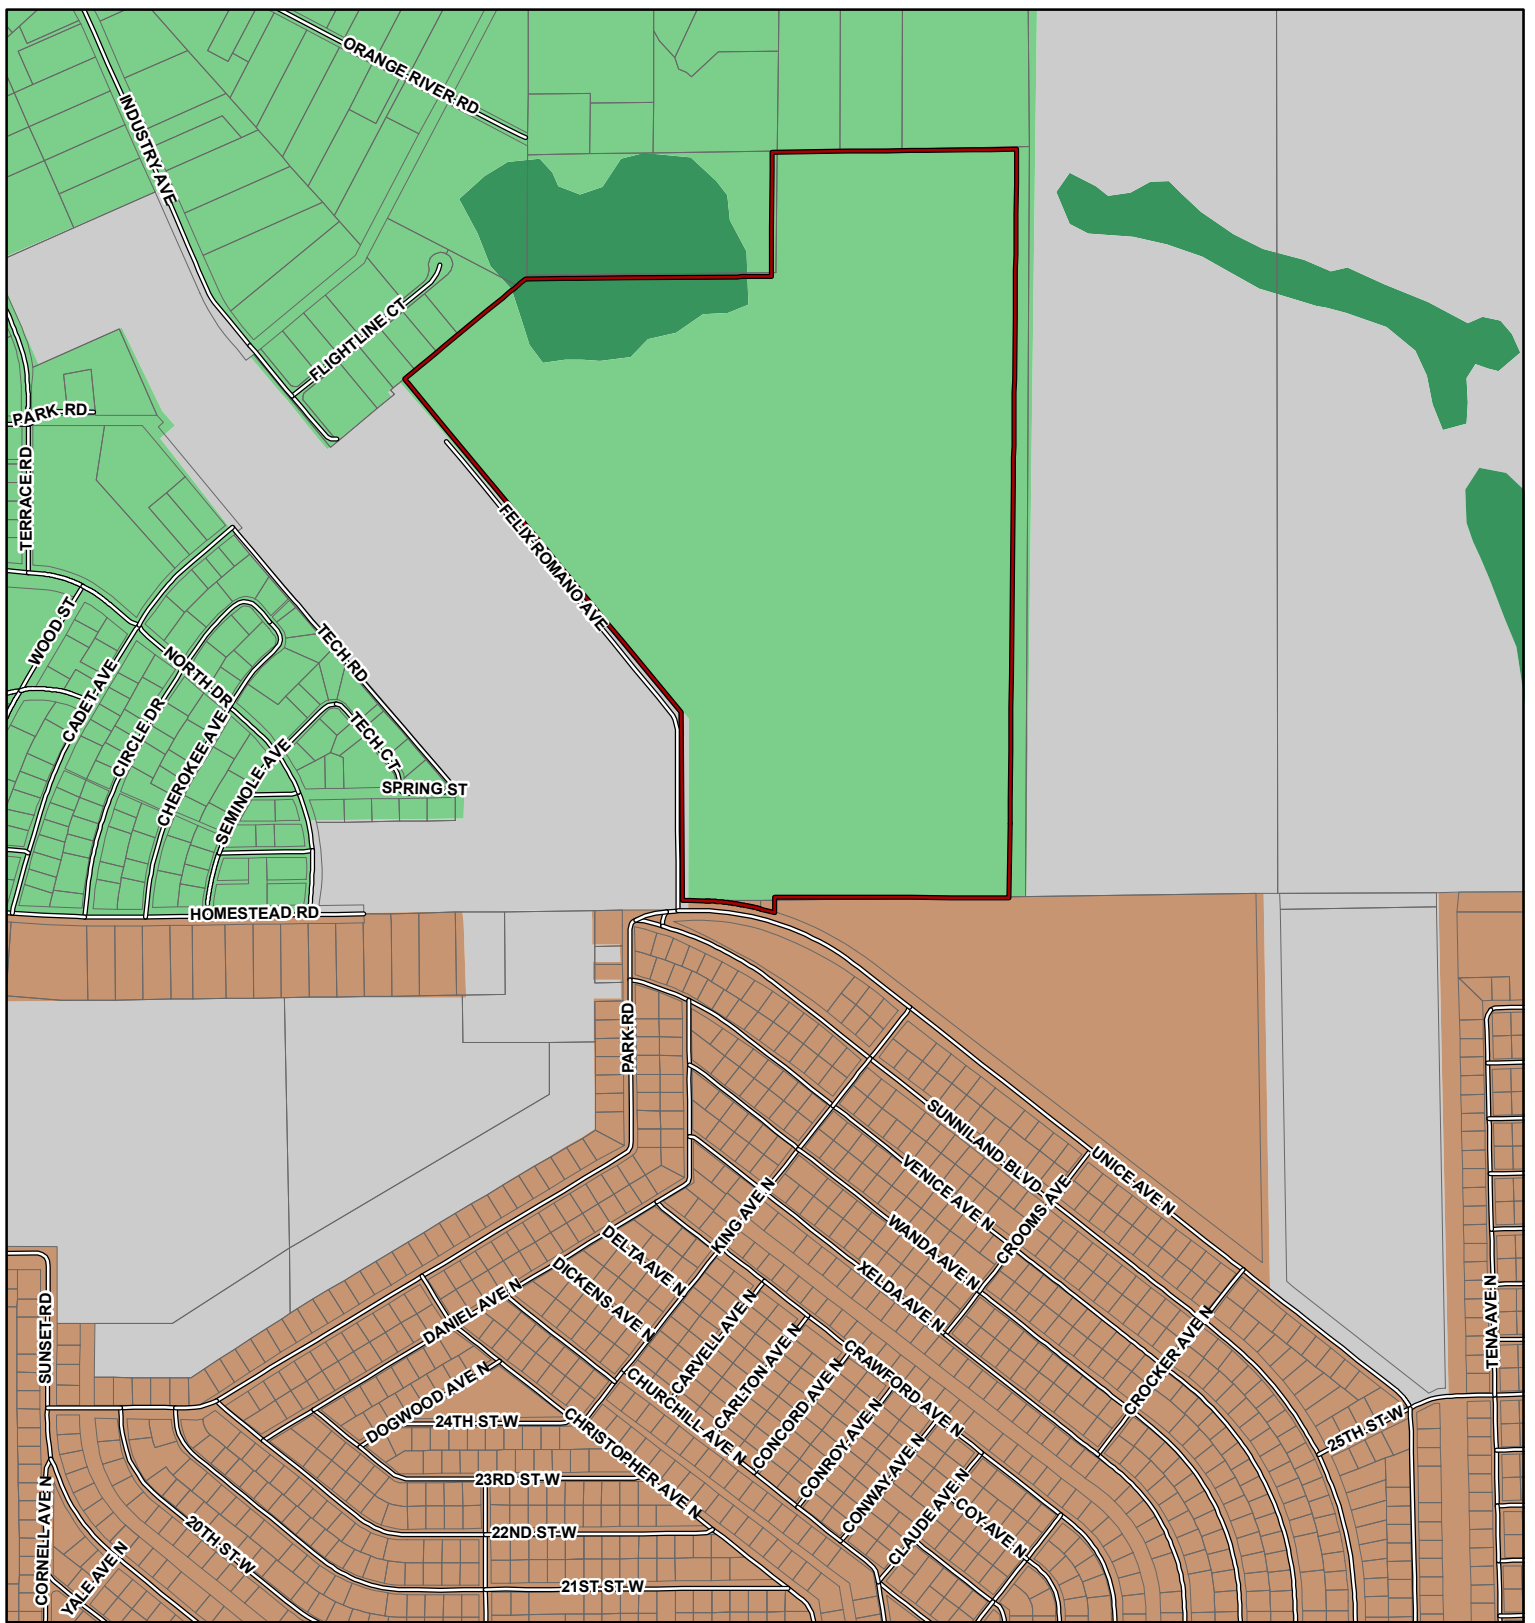 ORANGE RIVER RD
INDUSTRY AVE
FLIGHTLINE CT
PARK RD
TERRACE RD
FELIX ROMANO AVE
WOOD ST
CADET AVE
NORTH DR
CIRCLE DR
CHEROKEE AVE
SEMINOLE AVE
TECH RD
TECH CT
SPRING ST
HOMESTEAD RD
PARK RD
SUNNILAND BLVD
UNICE AVE N
VENICE AVE N
CROOMS AVE
WANDA AVE N
KING AVE N
XELDA AVE N
DELTA AVE N
DICKENS AVE N
DANIEL AVE N
SUNSET RD
TENA AVE N
CARVELL AVE N
CARLTON AVE N
CRAWFORD AVE N
CROCKER AVE N
CONCORD AVE N
CHURCHILL AVE N
DOGWOOD AVE N
24TH ST W
CHRISTOPHER AVE N
CONROY AVE N
25TH ST W
CONWAY AVE N
23RD ST W
CLAUDE AVE N
COY AVE N
22ND ST W
20TH ST W
CORNELL AVE N
YALE AVE N
21ST ST W